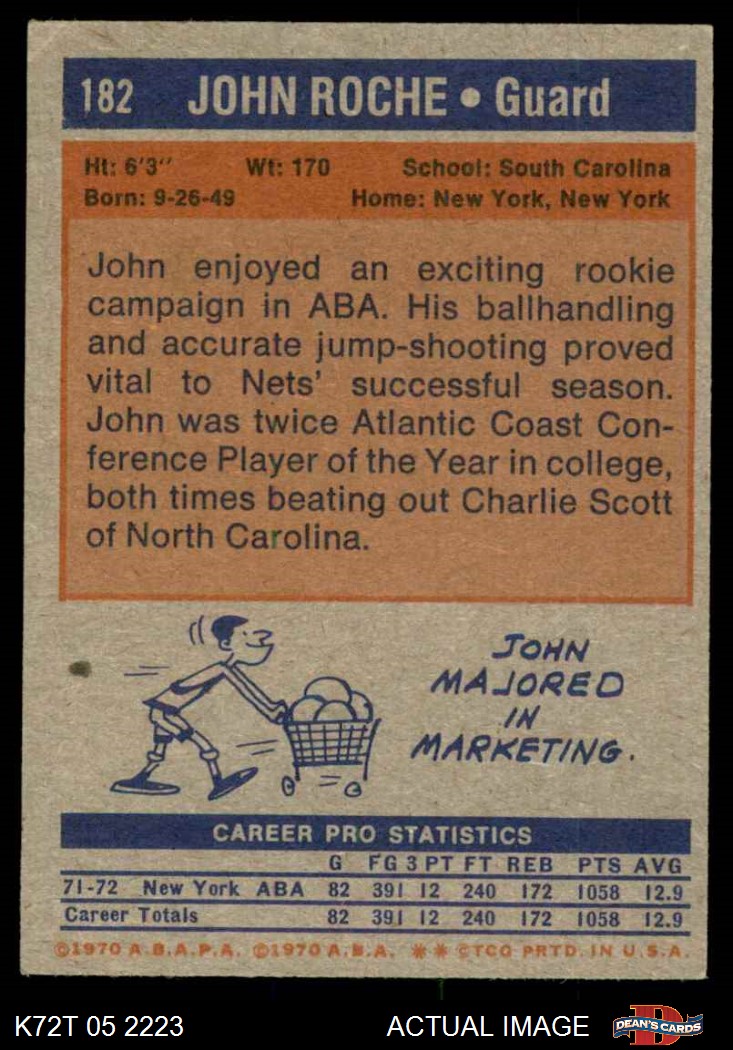 182 JOHN ROCHE • Guard
Ht: 6'3" Wt: 170 School: South Carolina
Born: 9-26-49 Home: New York, New York
John enjoyed an exciting rookie
campaign in ABA. His ballhandling
and accurate jump-shooting proved
vital to Nets' successful season.
John was twice Atlantic Coast Con-
ference Player of the Year in college,
both times beating out Charlie Scott
of North Carolina.
JOHN
MAJORED
IN
MARKETING.
CAREER PRO STATISTICS
G FG 3 PT FT REB PTS AVG
71-72 New York ABA 82 391 12 240 172 1058 12.9
Career Totals 82 391 12 240 172 1058 12.9
©1970 A.B.A.P.A. ©1970 A.B.A. ** ©TCG PRTD. IN U.S.A.
K72T 05 2223 ACTUAL IMAGE DEAN'S CARDS